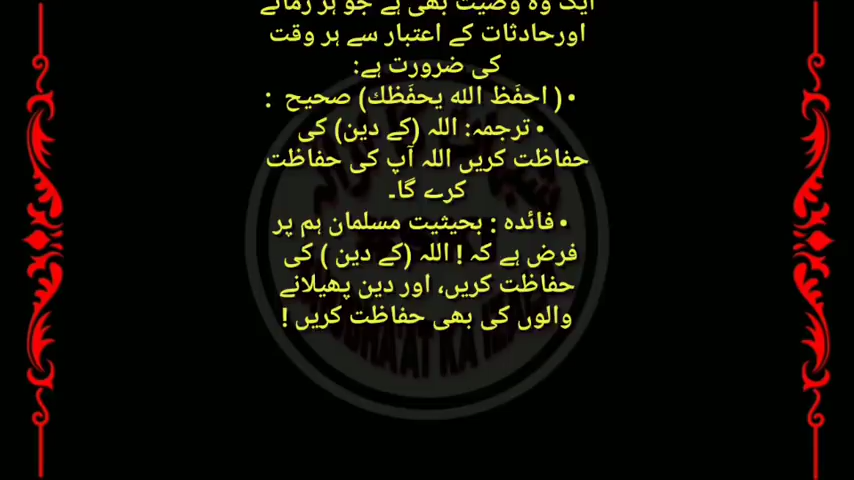 ایک وہ وصیت بھی ہے جو ہر زمانے
اورحادثات کے اعتبار سے ہر وقت
کی ضرورت ہے:
• ( احفَظ الله يحفَظك) صحيح :
• ترجمہ: اللہ (کے دین) کی
حفاظت کریں اللہ آپ کی حفاظت
کرے گا۔
• فائدہ : بحیثیت مسلمان ہم پر
فرض ہے کہ ! اللہ (کے دین ) کی
حفاظت کریں، اور دین پھیلانے
والوں کی بھی حفاظت کریں !